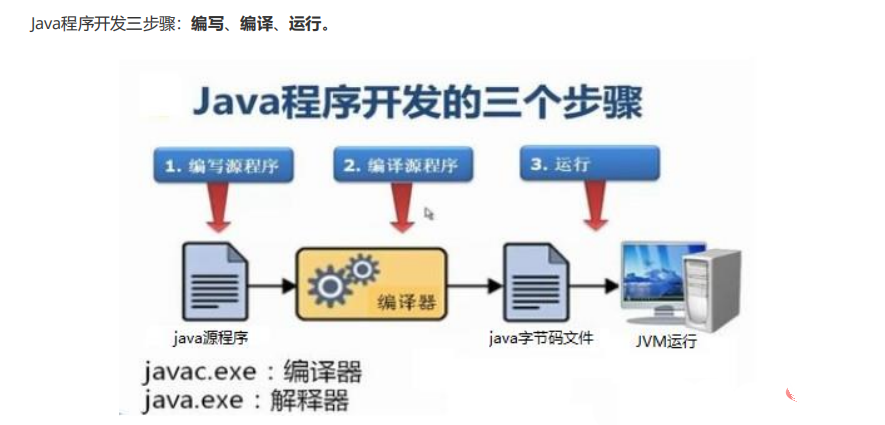 Java程序开发三步骤：编写、编译、运行。
Java程序开发的三个步骤
1. 编写源程序
2. 编译源程序
3. 运行
编译器
java源程序
java字节码文件
JVM运行
javac.exe：编译器
java.exe：解释器